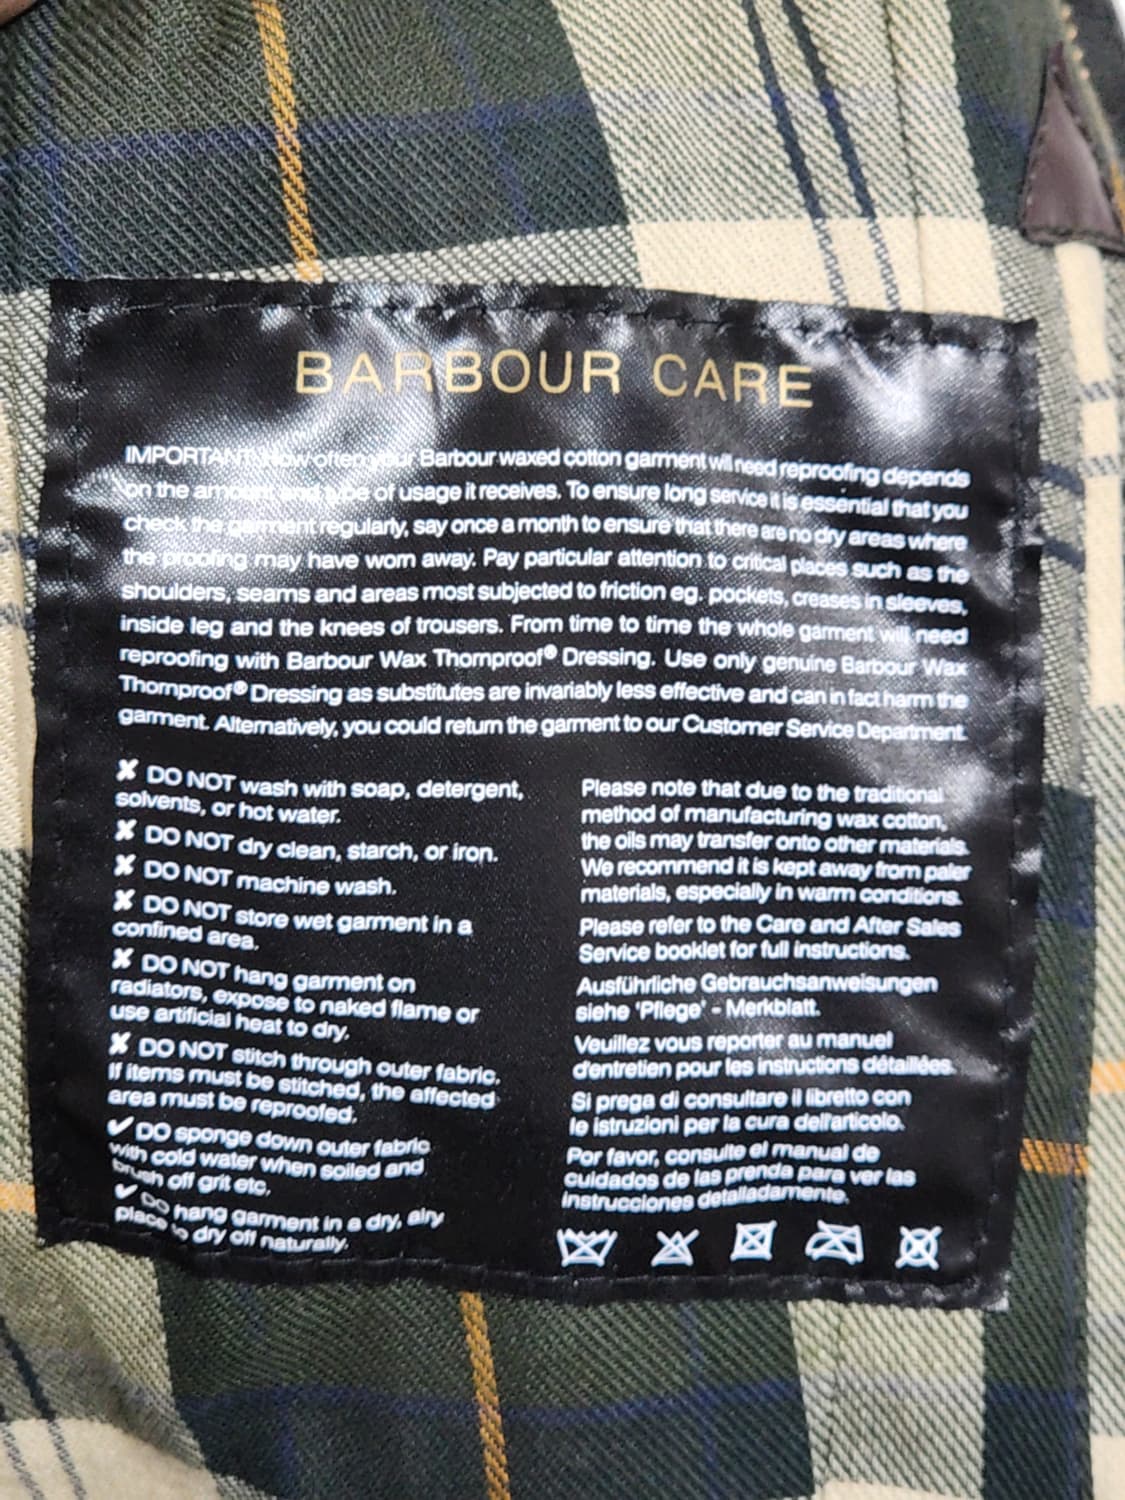 BARBOUR CARE
IMPORTANT: How often your Barbour waxed cotton garment will need reproofing depends
on the amount and type of usage it receives. To ensure long service it is essential that you
check the garment regularly, say once a month to ensure that there are no dry areas where
the proofing may have worn away. Pay particular attention to critical places such as the
shoulders, seams and areas most subjected to friction eg. pockets, creases in sleeves,
inside leg and the knees of trousers. From time to time the whole garment will need
reproofing with Barbour Wax Thornproof® Dressing. Use only genuine Barbour Wax
Thornproof® Dressing as substitutes are invariably less effective and can in fact harm the
garment. Alternatively, you could return the garment to our Customer Service Department.
✘ DO NOT wash with soap, detergent,
solvents, or hot water.
✘ DO NOT dry clean, starch, or iron.
✘ DO NOT machine wash.
✘ DO NOT store wet garment in a
confined area.
✘ DO NOT hang garment on
radiators, expose to naked flame or
use artificial heat to dry.
✘ DO NOT stitch through outer fabric.
If items must be stitched, the affected
area must be reproofed.
✔ DO sponge down outer fabric
with cold water when soiled and
brush off grit etc.
✔ DO hang garment in a dry, airy
place to dry off naturally.
Please note that due to the traditional
method of manufacturing wax cotton,
the oils may transfer onto other materials.
We recommend it is kept away from paler
materials, especially in warm conditions.
Please refer to the Care and After Sales
Service booklet for full instructions.
Ausführliche Gebrauchsanweisungen
siehe 'Pflege' - Merkblatt.
Veuillez vous reporter au manuel
d'entretien pour les instructions détaillées.
Si prega di consultare il libretto con
le istruzioni per la cura dell'articolo.
Por favor, consulte el manual de
cuidados de las prenda para ver las
instrucciones detalladamente.